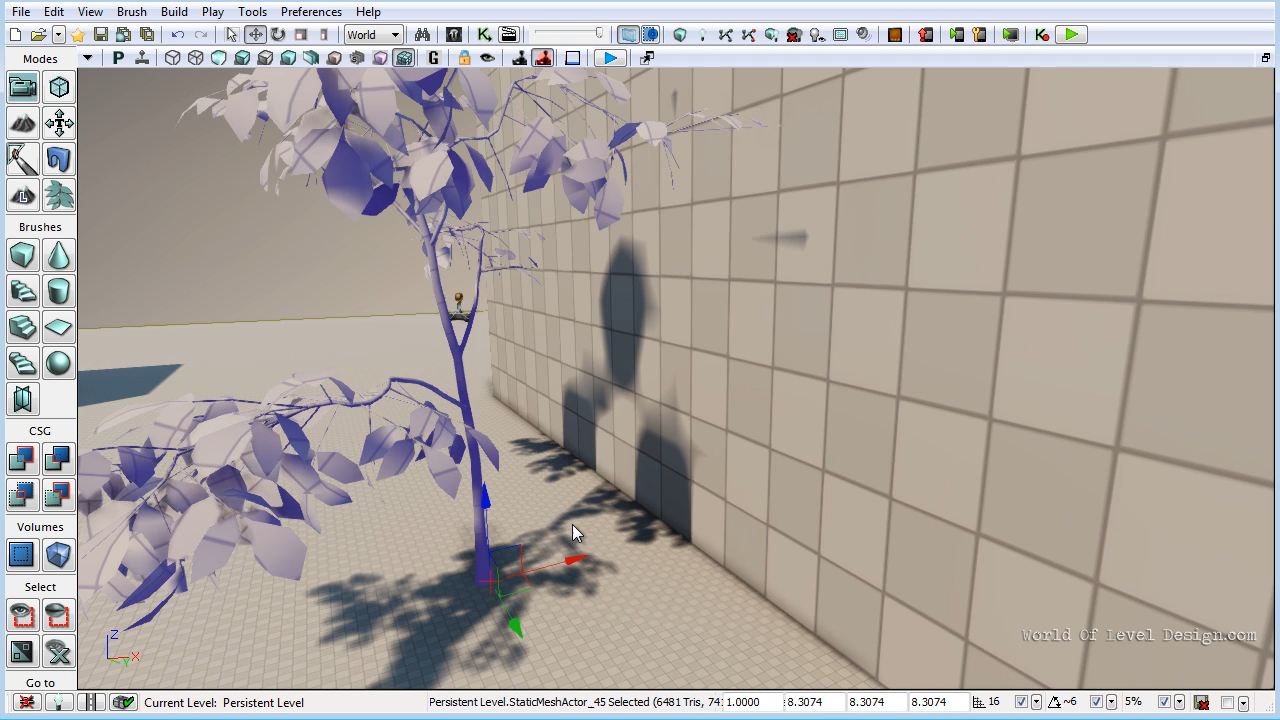 File Edit View Brush Build Play Tools Preferences Help
World
P G
Modes
L
Brushes
CSG
Volumes
Select
Go to
Z
X
Y
World Of Level Design.com
Current Level: Persistent Level
Persistent Level.StaticMeshActor_45 Selected (6481 Tris, 741
1.0000 8.3074 8.3074 8.3074 16 ~6 5%